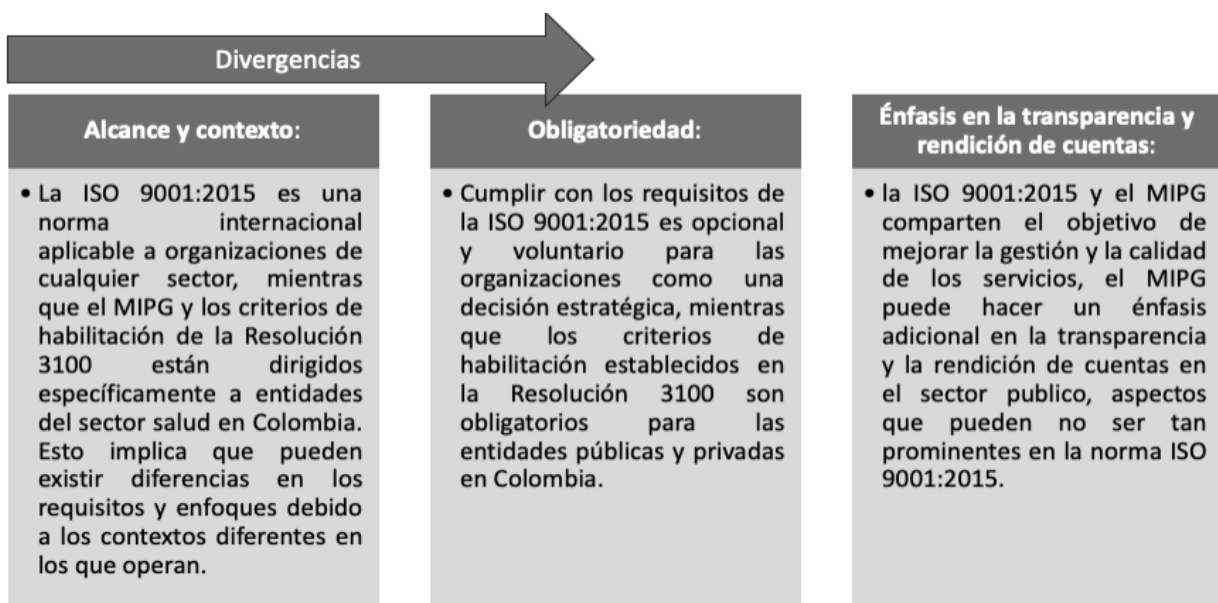 Divergencias
Alcance y contexto:
• La ISO 9001:2015 es una
norma internacional
aplicable a organizaciones de
cualquier sector, mientras
que el MIPG y los criterios de
habilitación de la Resolución
3100 están dirigidos
específicamente a entidades
del sector salud en Colombia.
Esto implica que pueden
existir diferencias en los
requisitos y enfoques debido
a los contextos diferentes en
los que operan.
Obligatoriedad:
• Cumplir con los requisitos de
la ISO 9001:2015 es opcional
y voluntario para las
organizaciones como una
decisión estratégica, mientras
que los criterios de
habilitación establecidos en
la Resolución 3100 son
obligatorios para las
entidades públicas y privadas
en Colombia.
Énfasis en la transparencia y
rendición de cuentas:
• la ISO 9001:2015 y el MIPG
comparten el objetivo de
mejorar la gestión y la calidad
de los servicios, el MIPG
puede hacer un énfasis
adicional en la transparencia
y la rendición de cuentas en
el sector publico, aspectos
que pueden no ser tan
prominentes en la norma ISO
9001:2015.